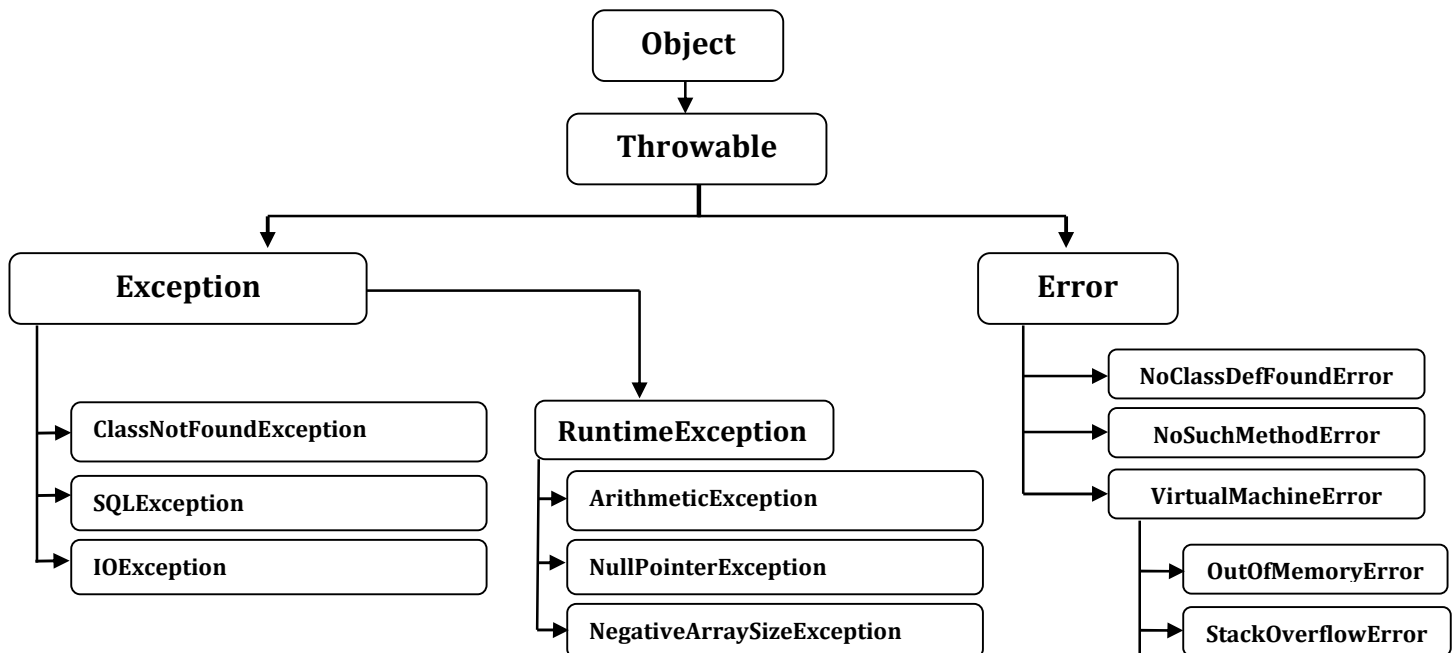 Object
Throwable
Exception
Error
NoClassDefFoundError
ClassNotFoundException
RuntimeException
NoSuchMethodError
SQLException
ArithmeticException
VirtualMachineError
IOException
NullPointerException
OutOfMemoryError
NegativeArraySizeException
StackOverflowError